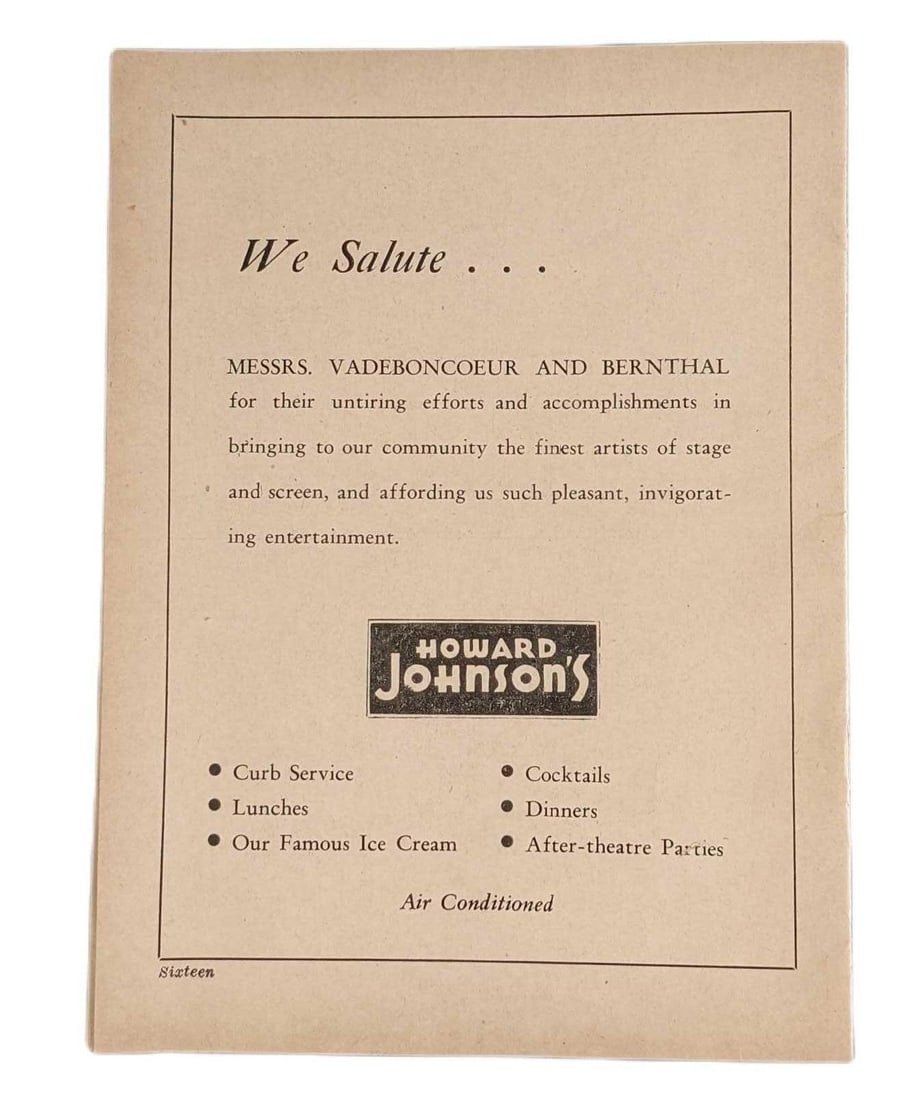 We Salute . . .
MESSRS. VADEBONCOEUR AND BERNTHAL
for their untiring efforts and accomplishments in
bringing to our community the finest artists of stage
and screen, and affording us such pleasant, invigorat-
ing entertainment.
HOWARD
JOHNSON'S
● Curb Service
● Lunches
● Our Famous Ice Cream
● Cocktails
● Dinners
● After-theatre Parties
Air Conditioned
Sixteen